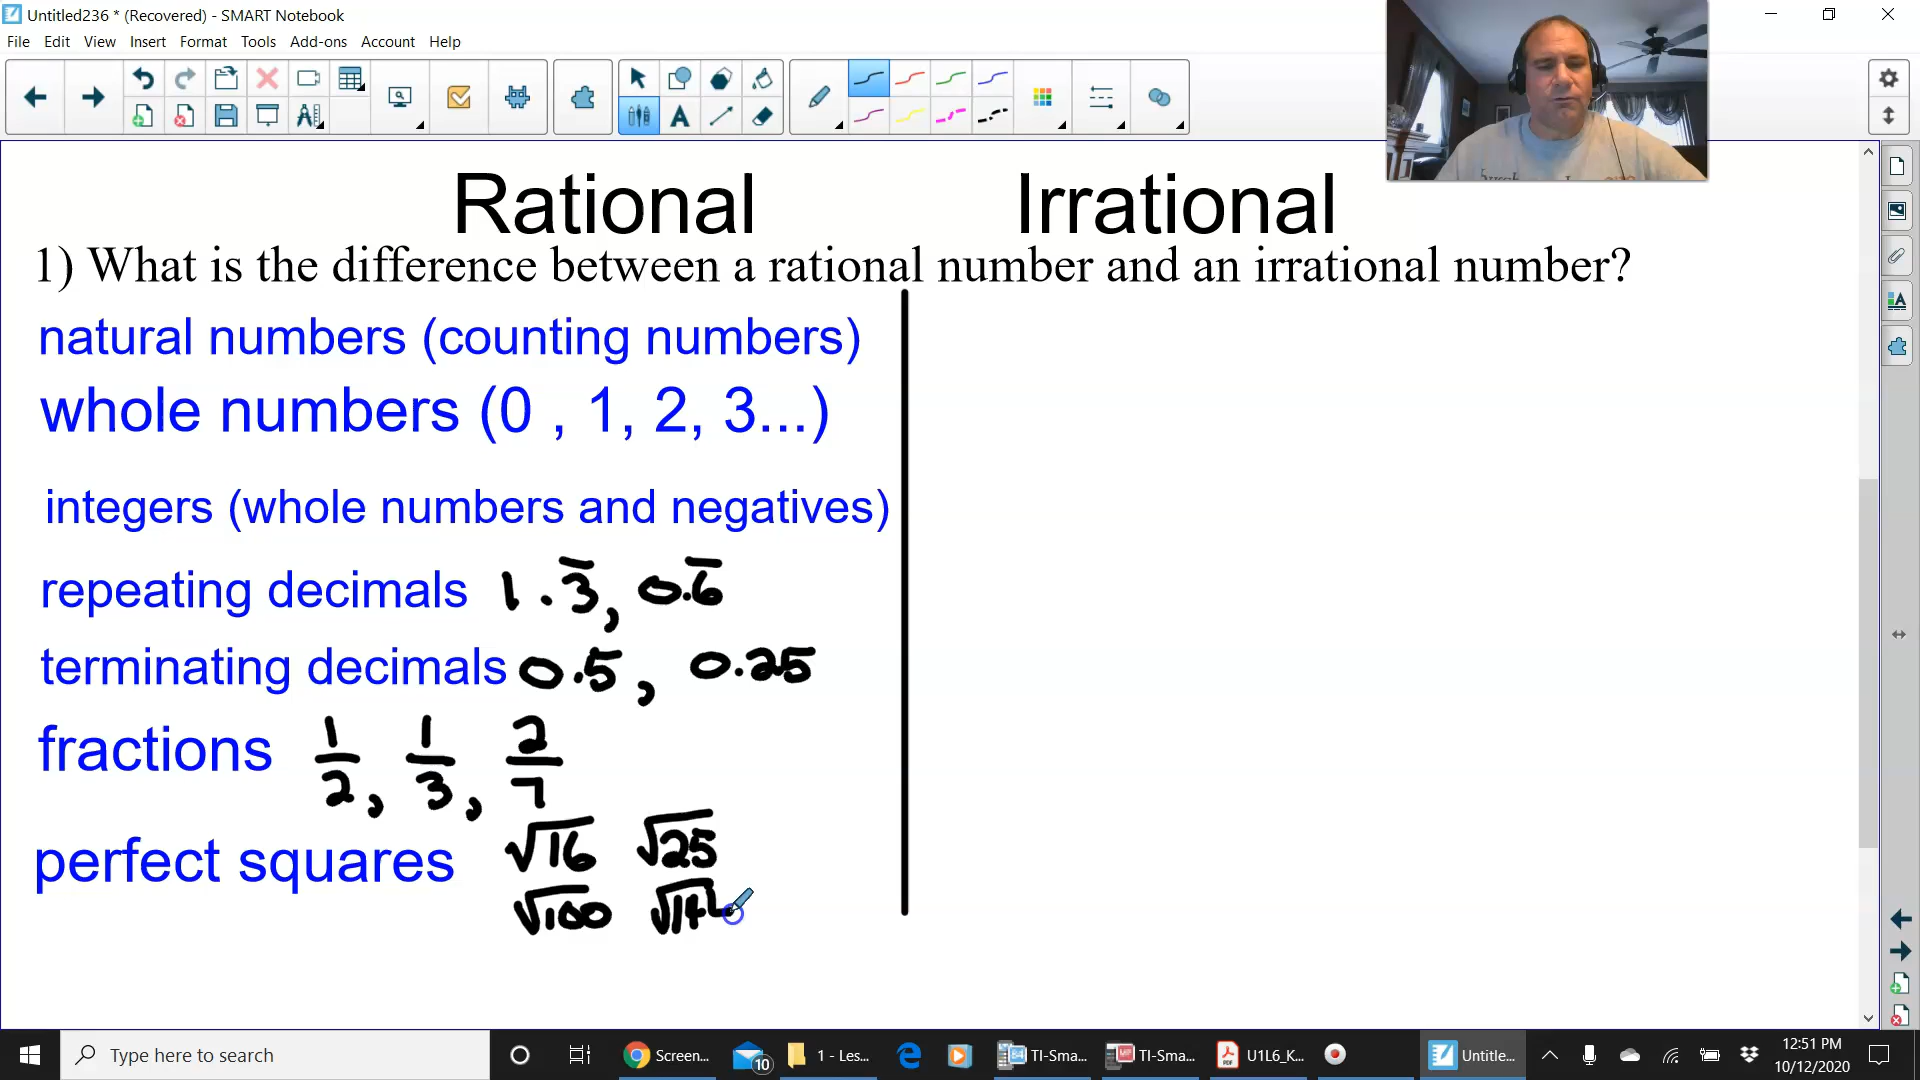 Untitled236 * (Recovered) - SMART Notebook
File Edit View Insert Format Tools Add-ons Account Help
Rational Irrational
1) What is the difference between a rational number and an irrational number?
natural numbers (counting numbers)
whole numbers (0 , 1, 2, 3...)
integers (whole numbers and negatives)
repeating decimals 1.3̅, 0.6̅
terminating decimals 0.5, 0.25
fractions 1/2, 1/3, 2/7
perfect squares √16 √25
√100 √144
Type here to search
10
Screen...
1 - Les...
84 TI-Sma...
TI-Sma...
U1L6_K...
Untitle...
12:51 PM
10/12/2020